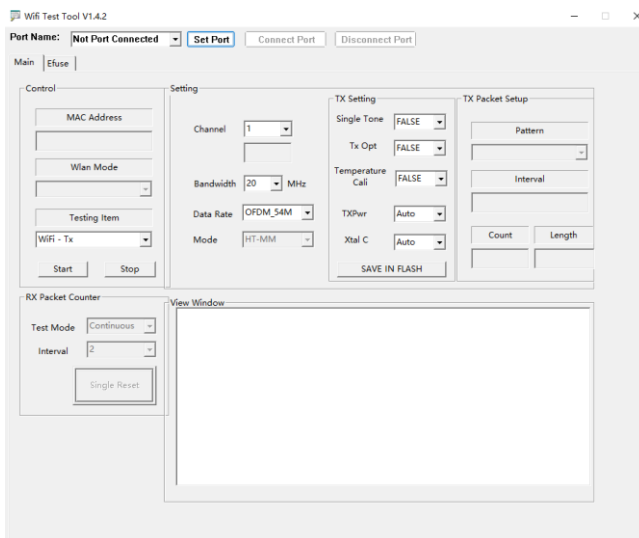 Wifi Test Tool V1.4.2
Port Name: Not Port Connected Set Port Connect Port Disconnect Port
Main Efuse
Control
MAC Address
Wlan Mode
Testing Item
WiFi - Tx
Start Stop
Setting
Channel 1
Bandwidth 20 MHz
Data Rate OFDM_54M
Mode HT-MM
TX Setting
Single Tone FALSE
Tx Opt FALSE
Temperature
Cali FALSE
TXPwr Auto
Xtal C Auto
SAVE IN FLASH
TX Packet Setup
Pattern
Interval
Count Length
RX Packet Counter
Test Mode Continuous
Interval 2
Single Reset
View Window